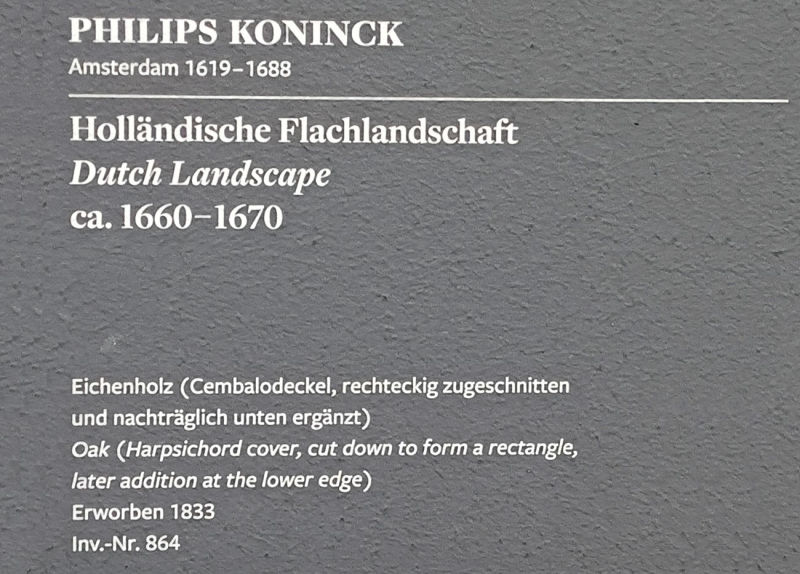 PHILIPS KONINCK
Amsterdam 1619–1688
Holländische Flachlandschaft
Dutch Landscape
ca. 1660–1670
Eichenholz (Cembalodeckel, rechteckig zugeschnitten
und nachträglich unten ergänzt)
Oak (Harpsichord cover, cut down to form a rectangle,
later addition at the lower edge)
Erworben 1833
Inv.-Nr. 864